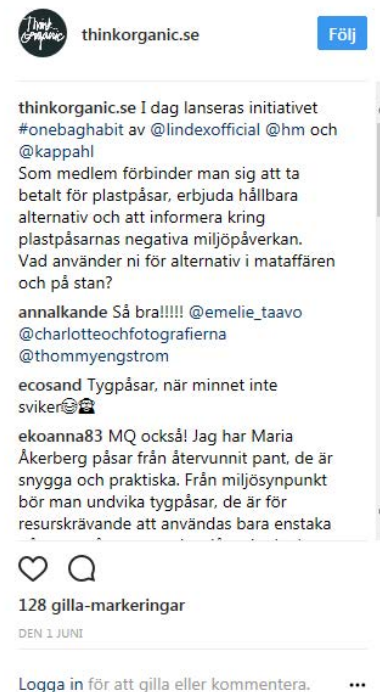 Think
Organic
thinkorganic.se
Följ
thinkorganic.se I dag lanseras initiativet
#onebaghabit av @lindexofficial @hm och
@kappahl
Som medlem förbinder man sig att ta
betalt för plastpåsar, erbjuda hållbara
alternativ och att informera kring
plastpåsarnas negativa miljöpåverkan.
Vad använder ni för alternativ i mataffären
och på stan?
annalkande Så bra!!!!! @emelie_taavo
@charlotteochfotografierna
@thommyengstrom
ecosand Tygpåsar, när minnet inte
sviker
ekoanna83 MQ också! Jag har Maria
Åkerberg påsar från återvunnit pant, de är
snygga och praktiska. Från miljösynpunkt
bör man undvika tygpåsar, de är för
resurskrävande att användas bara enstaka
128 gilla-markeringar
DEN 1 JUNI
Logga in för att gilla eller kommentera.